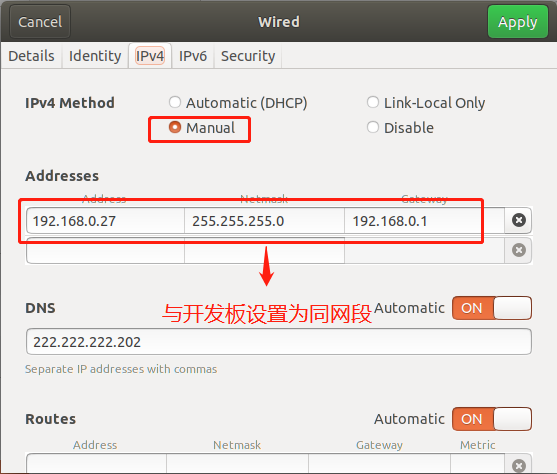 Cancel Wired Apply
Details Identity IPv4 IPv6 Security
IPv4 Method Automatic (DHCP) Link-Local Only
Manual Disable
Addresses
Address Netmask Gateway
192.168.0.27 255.255.255.0 192.168.0.1
与开发板设置为同网段
DNS Automatic ON
222.222.222.202
Separate IP addresses with commas
Routes Automatic ON
Address Netmask Gateway Metric